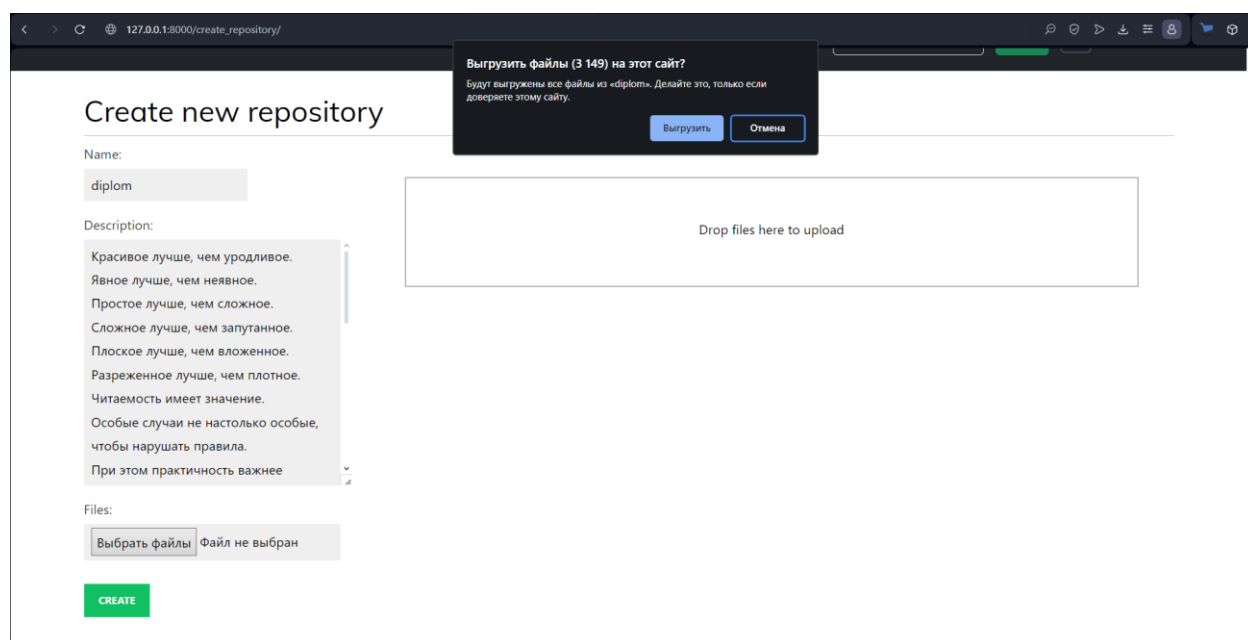 127.0.0.1:8000/create_repository/
Выгрузить файлы (3 149) на этот сайт?
Будут выгружены все файлы из «diplom». Делайте это, только если
доверяете этому сайту.
Выгрузить
Отмена
Create new repository
Name:
diplom
Description:
Красивое лучше, чем уродливое.
Явное лучше, чем неявное.
Простое лучше, чем сложное.
Сложное лучше, чем запутанное.
Плоское лучше, чем вложенное.
Разреженное лучше, чем плотное.
Читаемость имеет значение.
Особые случаи не настолько особые,
чтобы нарушать правила.
При этом практичность важнее
Drop files here to upload
Files:
Выбрать файлы Файл не выбран
CREATE